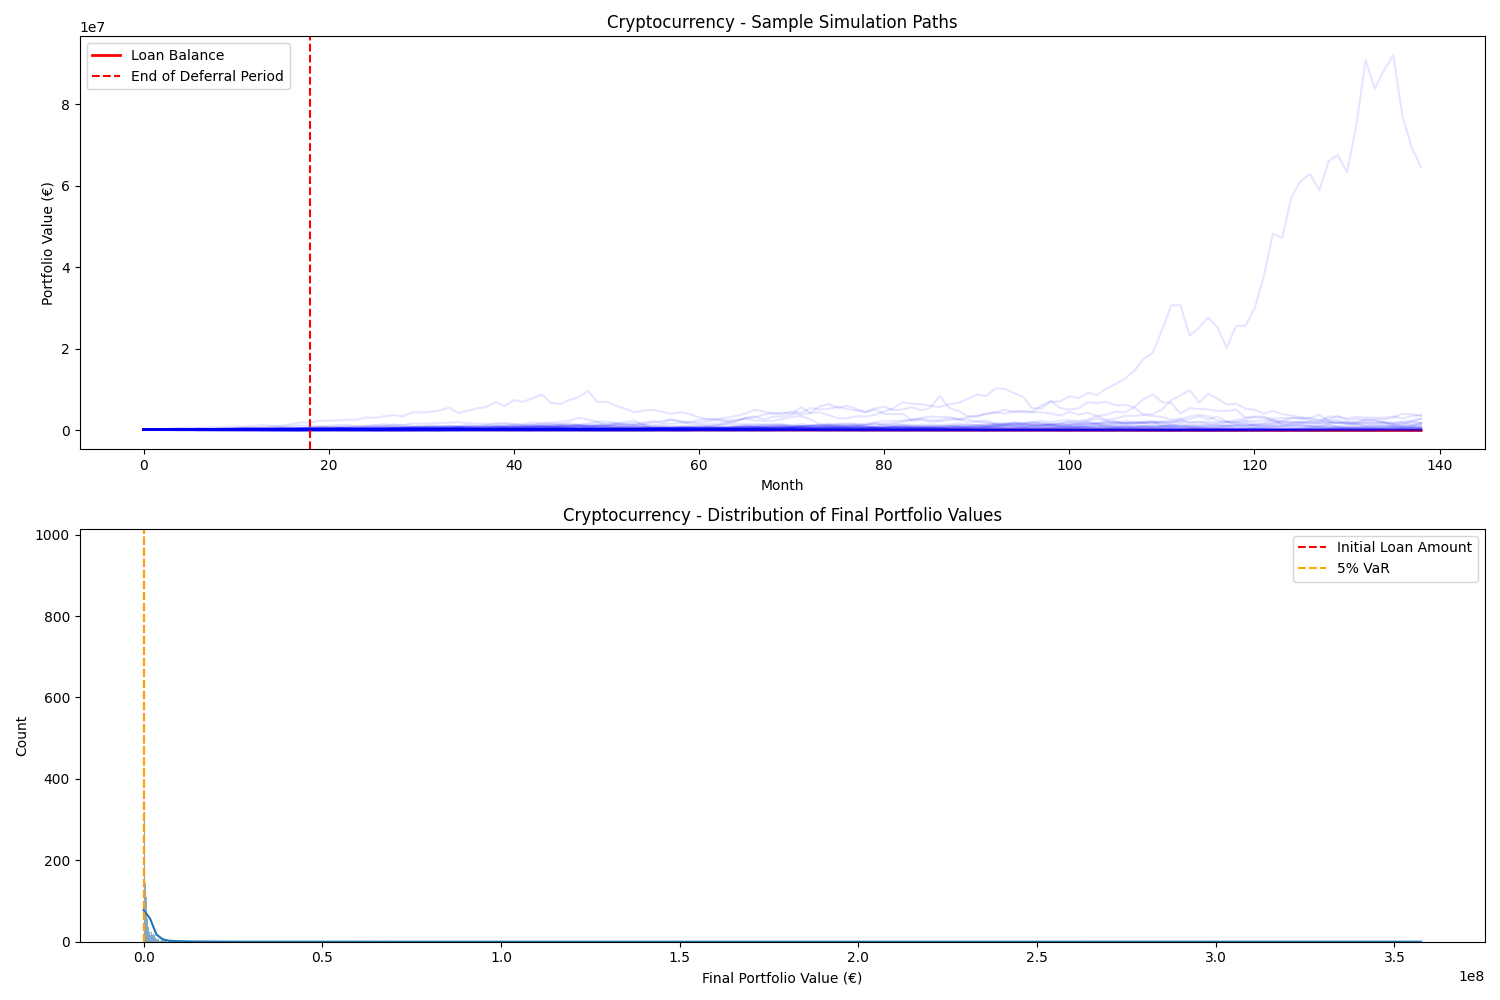 Cryptocurrency - Sample Simulation Paths
1e7
Loan Balance
End of Deferral Period
Portfolio Value (€)
8
6
4
2
0
0 20 40 60 80 100 120 140
Month
Cryptocurrency - Distribution of Final Portfolio Values
Initial Loan Amount
5% VaR
Count
1000
800
600
400
200
0
0.0 0.5 1.0 1.5 2.0 2.5 3.0 3.5
1e8
Final Portfolio Value (€)